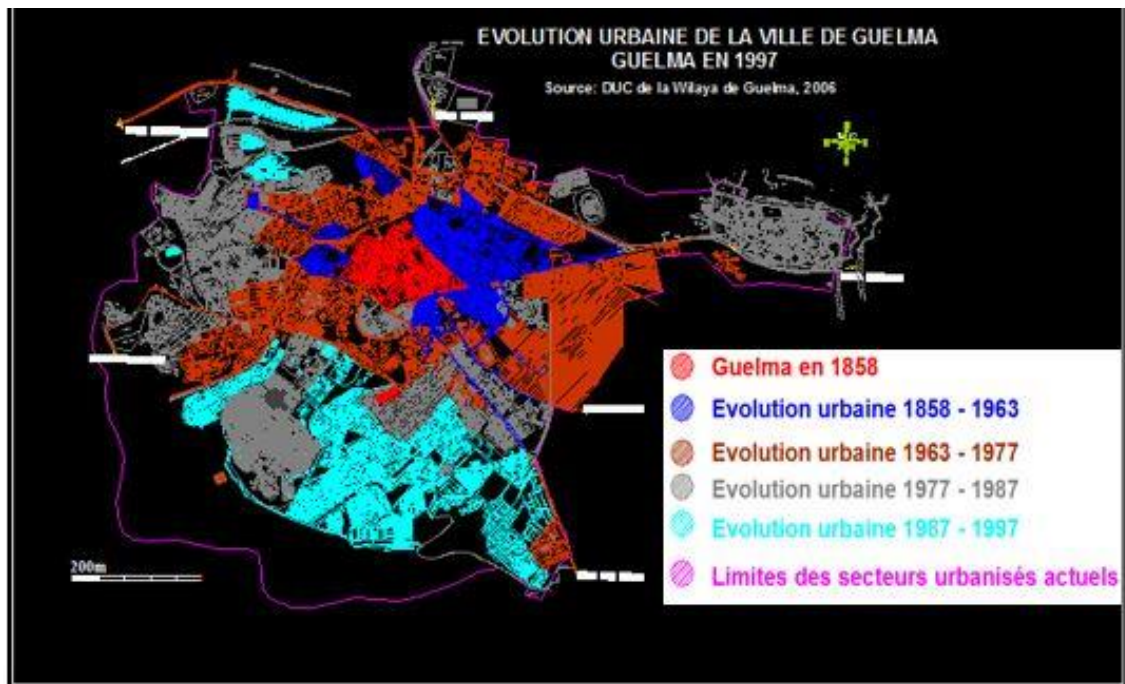 EVOLUTION URBAINE DE LA VILLE DE GUELMA
GUELMA EN 1997
Source: DUC de la Wilaya de Guelma, 2006
Guelma en 1858
Evolution urbaine 1858 - 1963
Evolution urbaine 1963 - 1977
Evolution urbaine 1977 - 1987
Evolution urbaine 1987 - 1997
Limites des secteurs urbanisés actuels
200m